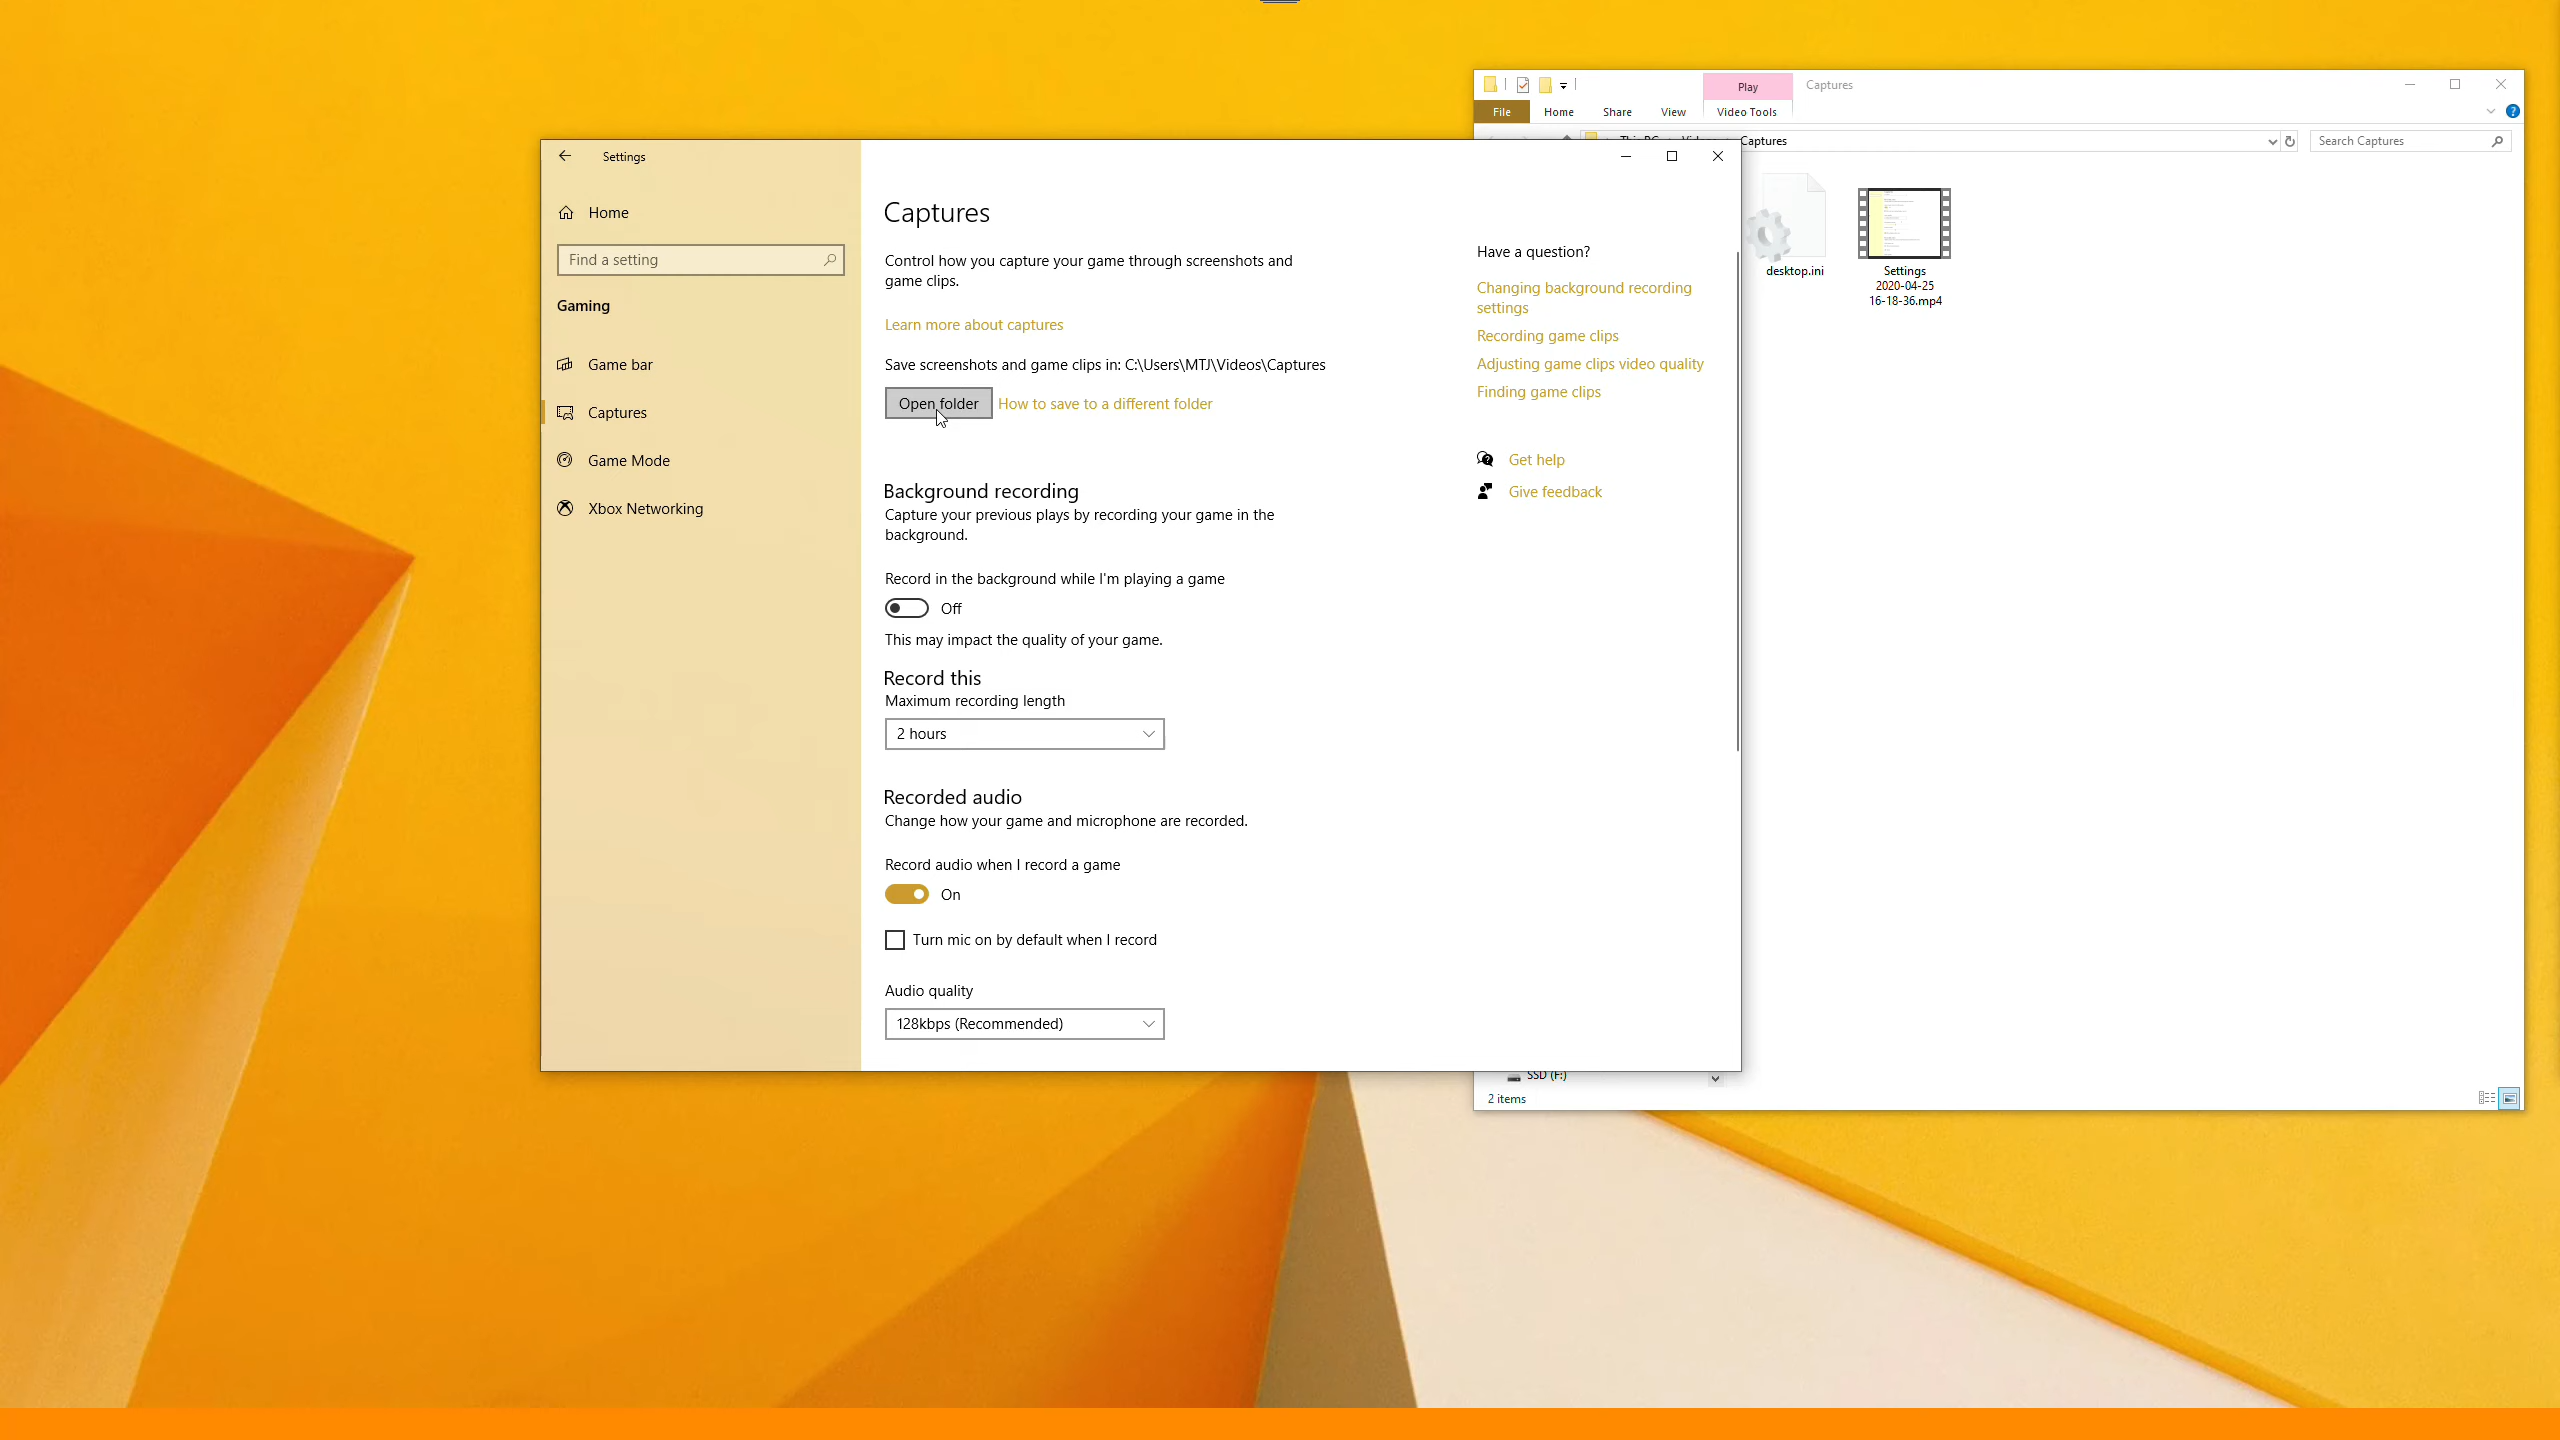 Play
Captures
File
Home
Share
View
Video Tools
Captures
Search Captures
desktop.ini
Settings
2020-04-25
16-18-36.mp4
SSD (F:)
2 items
Settings
Home
Find a setting
Gaming
Game bar
Captures
Game Mode
Xbox Networking
Captures
Control how you capture your game through screenshots and
game clips.
Learn more about captures
Save screenshots and game clips in: C:\Users\MTJ\Videos\Captures
Open folder
How to save to a different folder
Background recording
Capture your previous plays by recording your game in the
background.
Record in the background while I'm playing a game
Off
This may impact the quality of your game.
Record this
Maximum recording length
2 hours
Recorded audio
Change how your game and microphone are recorded.
Record audio when I record a game
On
Turn mic on by default when I record
Audio quality
128kbps (Recommended)
Have a question?
Changing background recording
settings
Recording game clips
Adjusting game clips video quality
Finding game clips
Get help
Give feedback